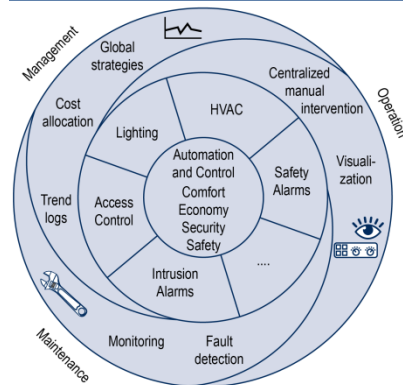 Management
Global
strategies
Cost
allocation
Trend
logs
Centralized
manual
intervention
Operation
Visuali-
zation
Maintenance
Monitoring
Fault
detection
Lighting
HVAC
Safety
Alarms
....
Intrusion
Alarms
Access
Control
Automation
and Control
Comfort
Economy
Security
Safety